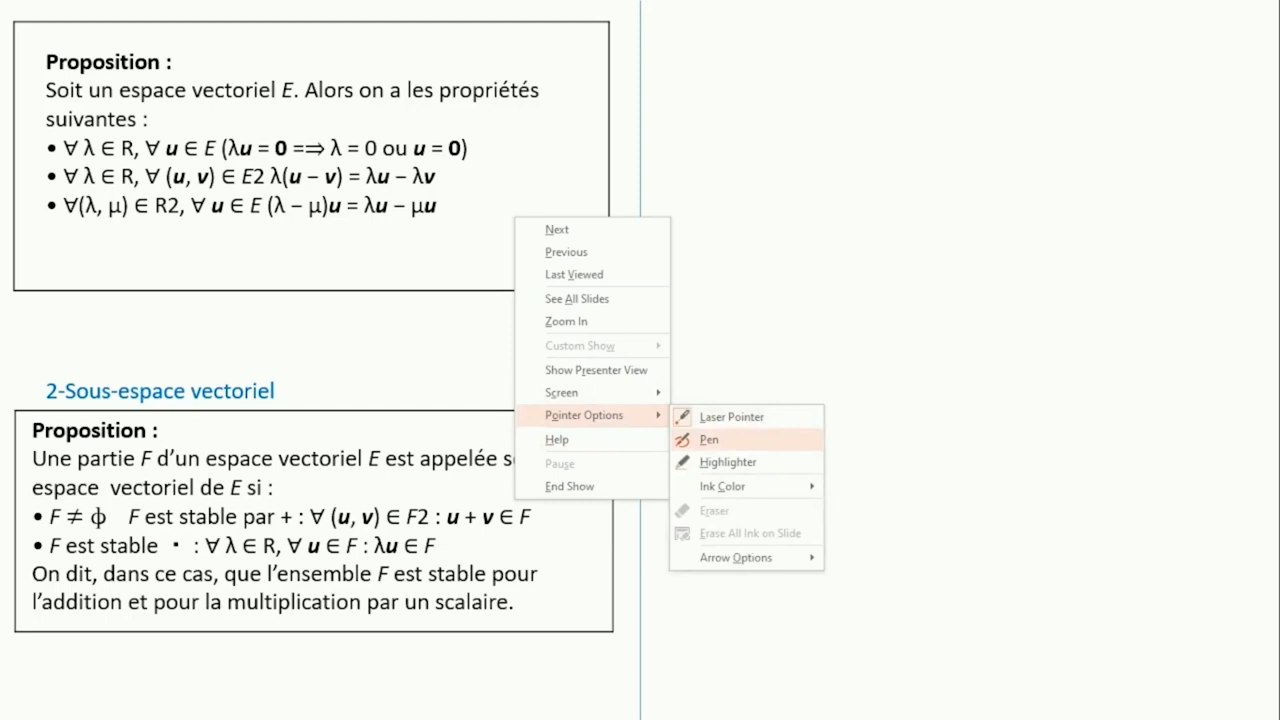 Proposition :
Soit un espace vectoriel E. Alors on a les propriétés
suivantes :
• ∀ λ ∈ R, ∀ u ∈ E (λu = 0 =⇒ λ = 0 ou u = 0)
• ∀ λ ∈ R, ∀ (u, v) ∈ E2 λ(u − v) = λu − λv
• ∀(λ, μ) ∈ R2, ∀ u ∈ E (λ − μ)u = λu − μu
2-Sous-espace vectoriel
Proposition :
Une partie F d’un espace vectoriel E est appelée
espace vectoriel de E si :
• F ≠ ф F est stable par + : ∀ (u, v) ∈ F2 : u + v ∈ F
• F est stable · : ∀ λ ∈ R, ∀ u ∈ F : λu ∈ F
On dit, dans ce cas, que l’ensemble F est stable pour
l’addition et pour la multiplication par un scalaire.
Next
Previous
Last Viewed
See All Slides
Zoom In
Custom Show
Show Presenter View
Screen
Pointer Options
Help
Pause
End Show
Laser Pointer
Pen
Highlighter
Ink Color
Eraser
Erase All Ink on Slide
Arrow Options